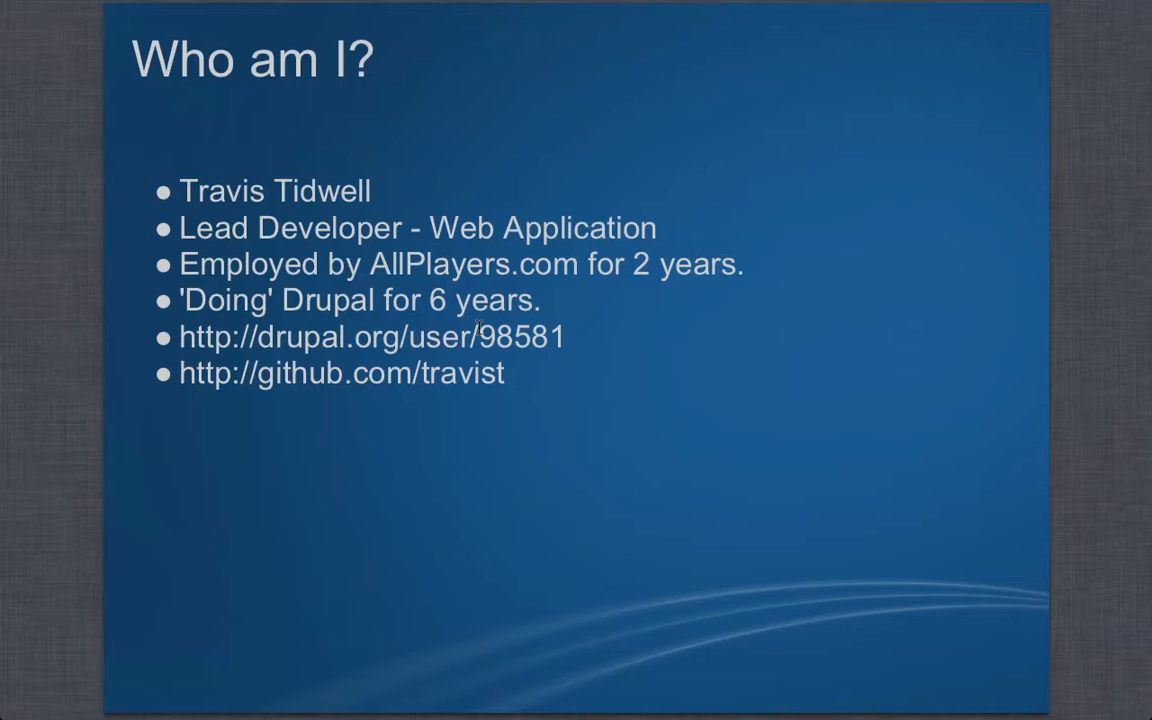 Who am I?
● Travis Tidwell
● Lead Developer - Web Application
● Employed by AllPlayers.com for 2 years.
● 'Doing' Drupal for 6 years.
● http://drupal.org/user/98581
● http://github.com/travist